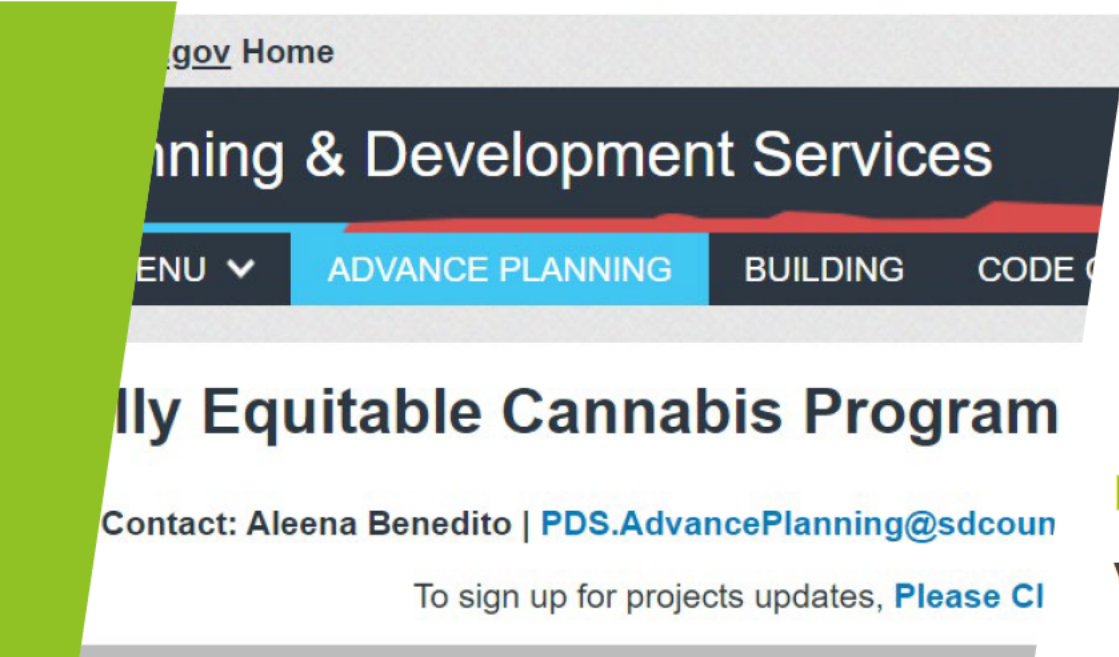 .gov Home
nning & Development Services
ENU
ADVANCE PLANNING
BUILDING
CODE
lly Equitable Cannabis Program
Contact: Aleena Benedito | PDS.AdvancePlanning@sdcoun
To sign up for projects updates, Please Cl